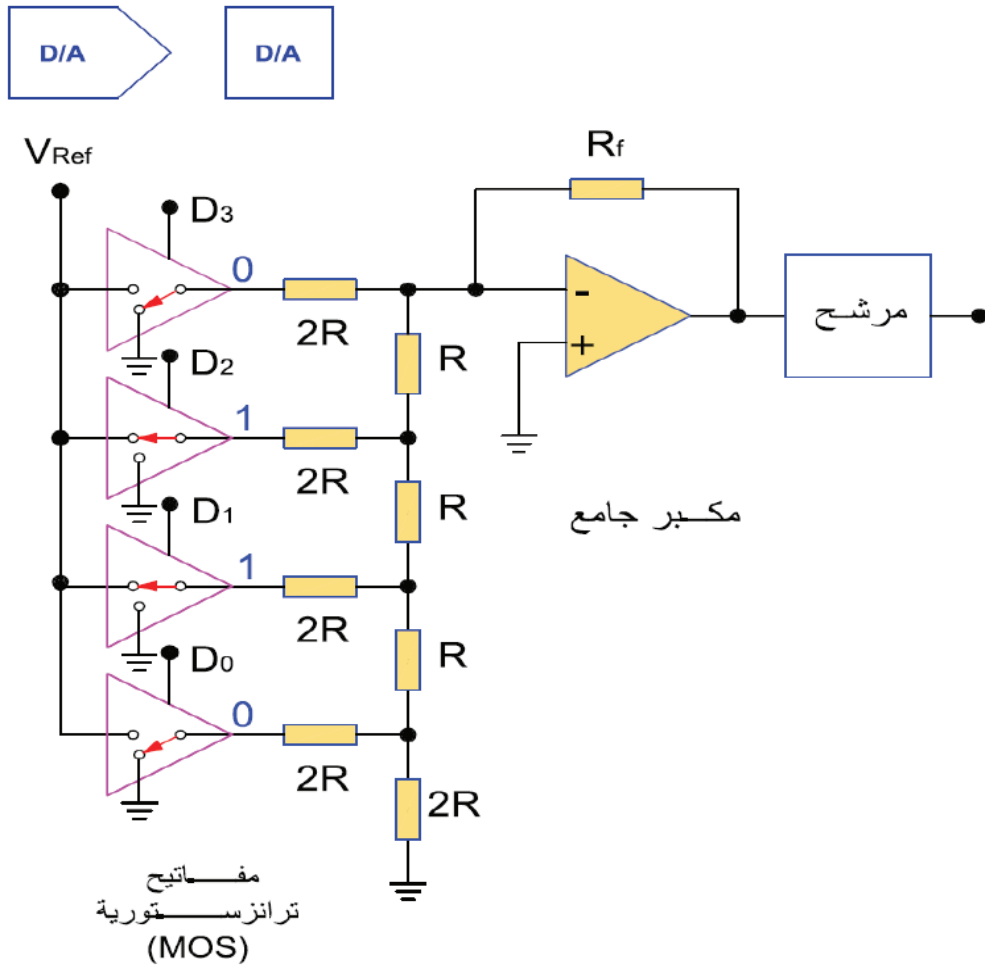 D/A
D/A
VRef
D3
0
2R
Rf
-
+
مرشح
R
D2
1
2R
R
مكبر جامع
D1
1
2R
R
D0
0
2R
2R
مفاتيح
ترانزستورية
(MOS)